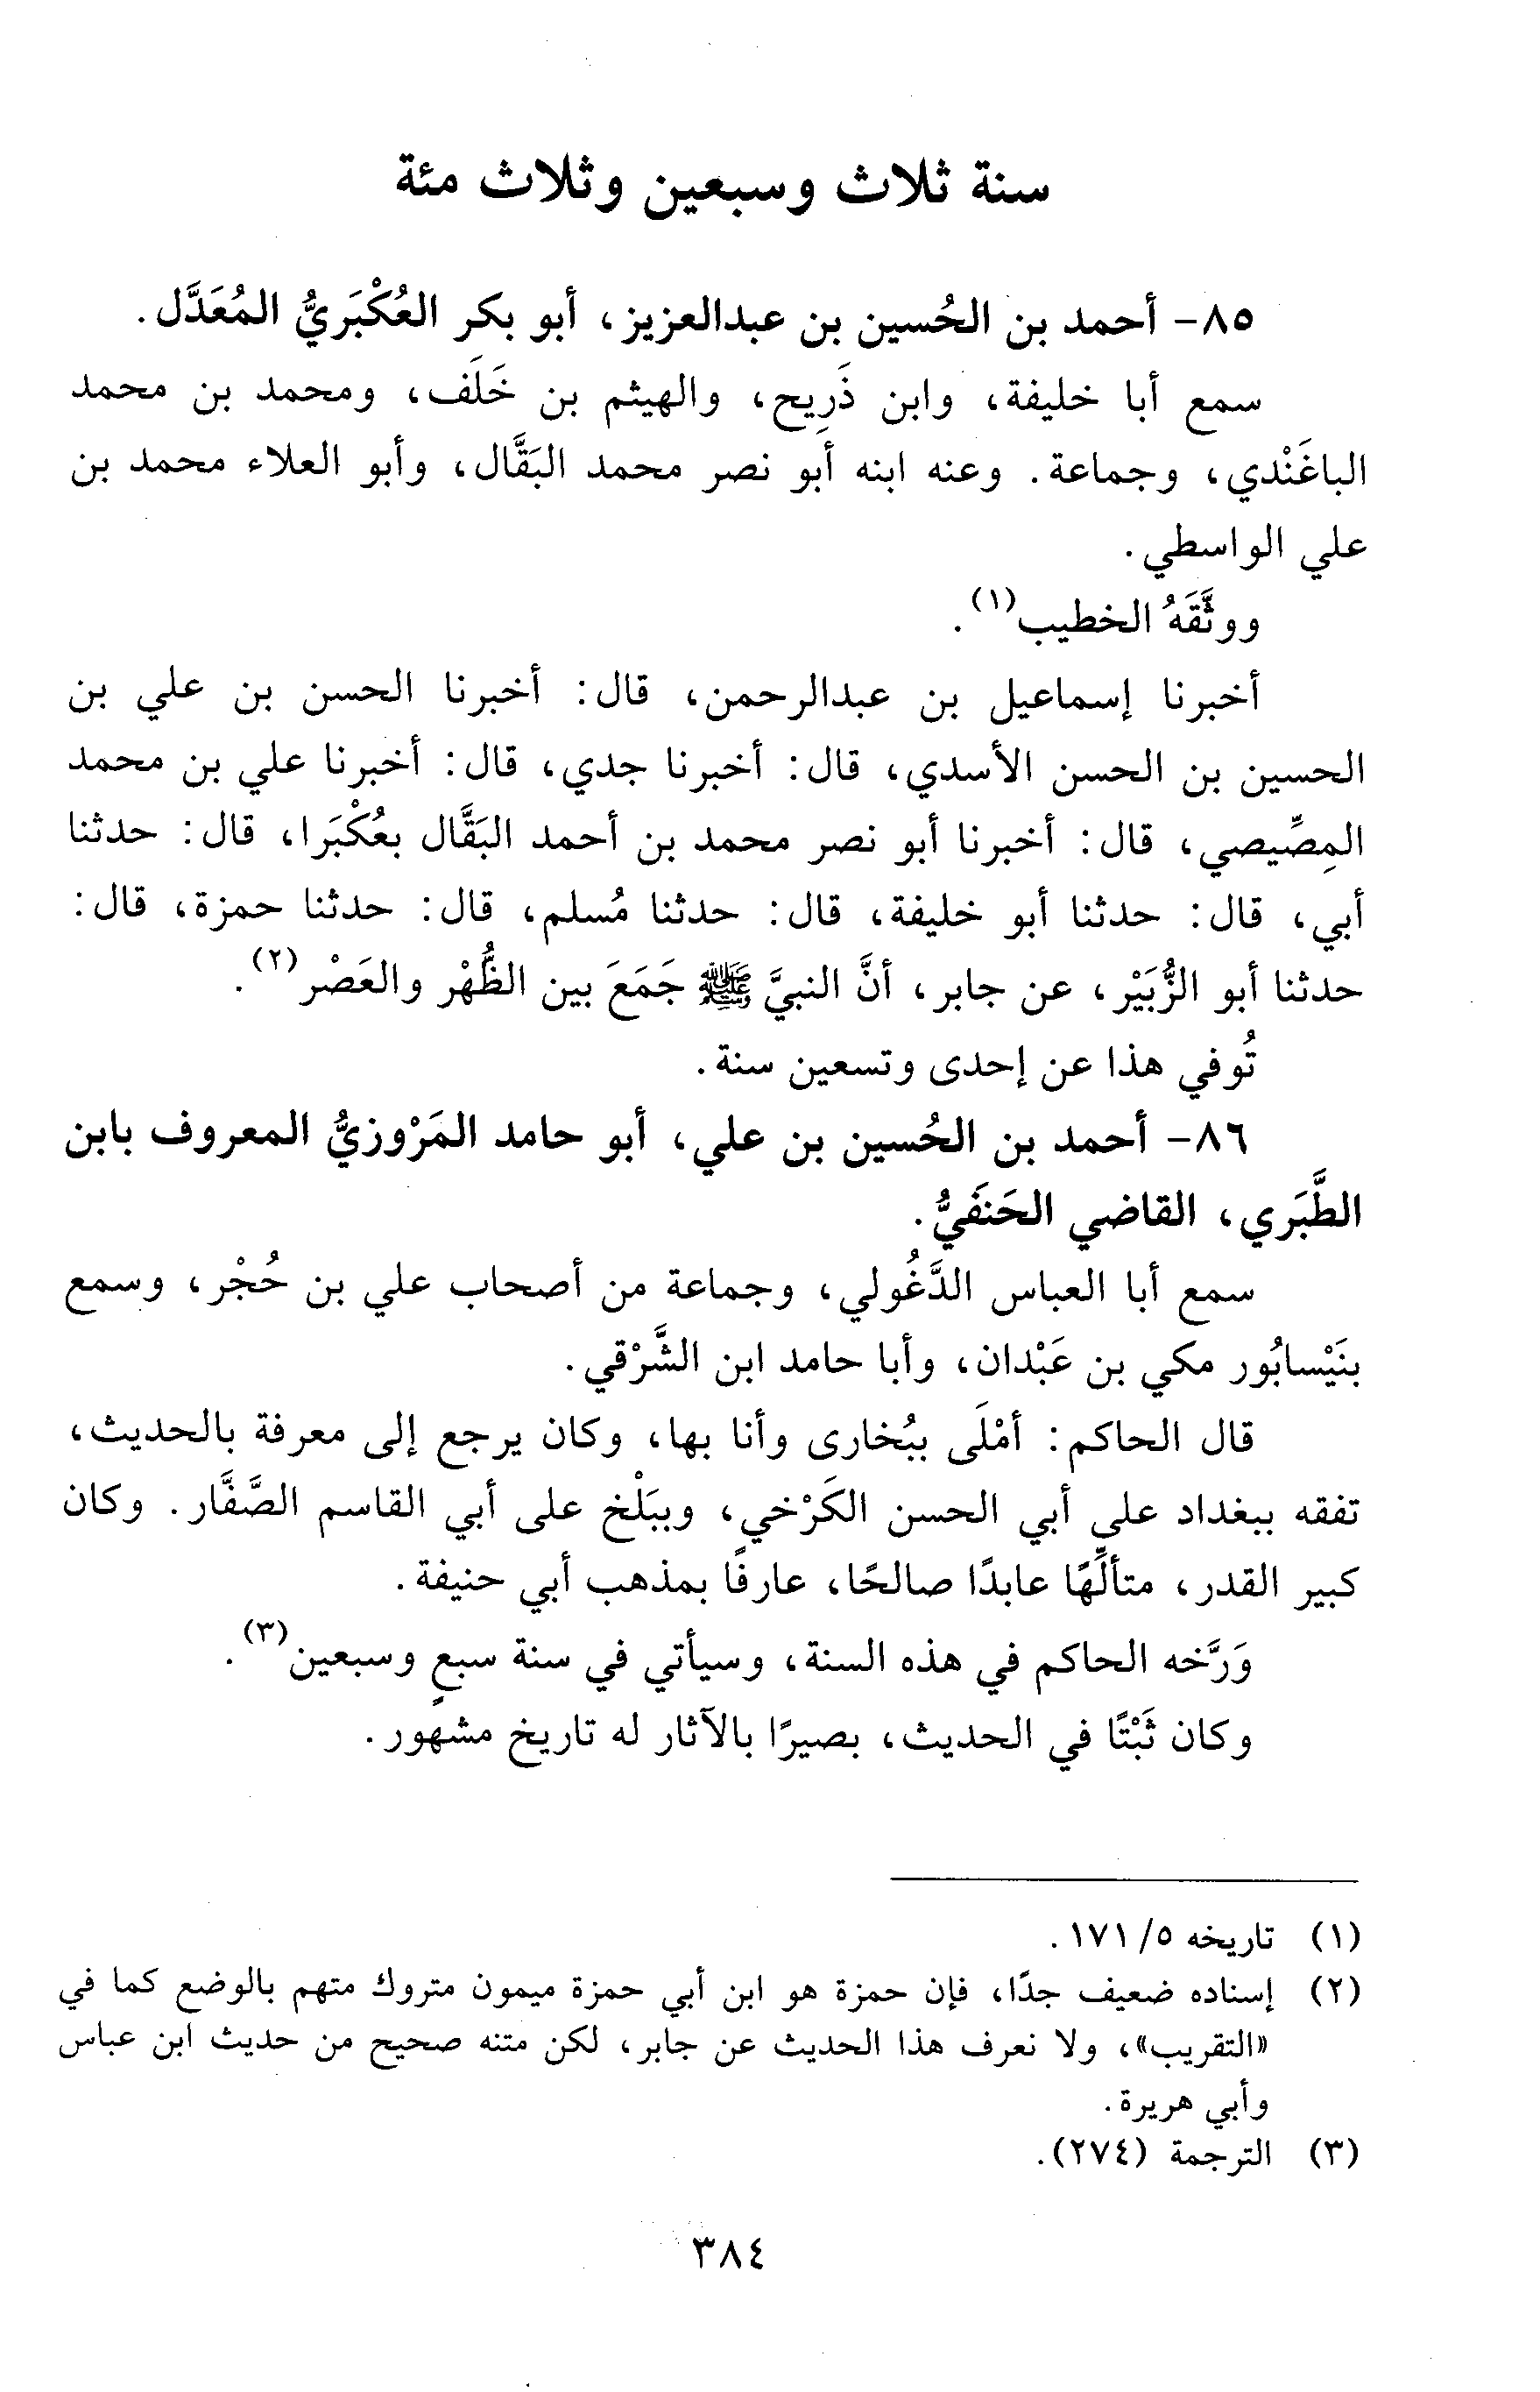 سنة ثلاث وسبعين وثلاث مئة
٨٥- أحمد بن الحُسين بن عبدالعزيز، أبو بكر العُكْبَريُّ المُعَدَّل.
سمع أبا خليفة، وابن ذَرِيح، والهيثم بن خَلَف، ومحمد بن محمد
الباغَنْدي، وجماعة. وعنه ابنه أبو نصر محمد البَقَّال، وأبو العلاء محمد بن
علي الواسطي.
ووثَّقَهُ الخطيب(١).
أخبرنا إسماعيل بن عبدالرحمن، قال: أخبرنا الحسن بن علي بن
الحسين بن الحسن الأسدي، قال: أخبرنا جدي، قال: أخبرنا علي بن محمد
المِصِّيصي، قال: أخبرنا أبو نصر محمد بن أحمد البَقَّال بعُكْبَرا، قال: حدثنا
أبي، قال: حدثنا أبو خليفة، قال: حدثنا مُسلم، قال: حدثنا حمزة، قال:
حدثنا أبو الزُّبَيْر، عن جابر، أنَّ النبيَّ ﷺ جَمَعَ بين الظُّهْر والعَصْر(٢).
تُوفي هذا عن إحدى وتسعين سنة.
٨٦- أحمد بن الحُسين بن علي، أبو حامد المَرْوزيُّ المعروف بابن
الطَّبَري، القاضي الحَنَفيُّ.
سمع أبا العباس الدَّغُولي، وجماعة من أصحاب علي بن حُجْر، وسمع
بنَيْسابُور مكي بن عَبْدان، وأبا حامد ابن الشَّرْقي.
قال الحاكم: أمْلَى ببُخارى وأنا بها، وكان يرجع إلى معرفة بالحديث،
تفقه ببغداد على أبي الحسن الكَرْخي، وببَلْخ على أبي القاسم الصَّفَّار. وكان
كبير القدر، متألِّهًا عابدًا صالحًا، عارفًا بمذهب أبي حنيفة.
وَرَّخه الحاكم في هذه السنة، وسيأتي في سنة سبعٍ وسبعين(٣).
وكان ثَبْتًا في الحديث، بصيرًا بالآثار له تاريخ مشهور.
(١) تاريخه ٥/ ١٧١.
(٢) إسناده ضعيف جدًا، فإن حمزة هو ابن أبي حمزة ميمون متروك متهم بالوضع كما في
«التقريب»، ولا نعرف هذا الحديث عن جابر، لكن متنه صحيح من حديث ابن عباس
وأبي هريرة.
(٣) الترجمة (٢٧٤).
٣٨٤